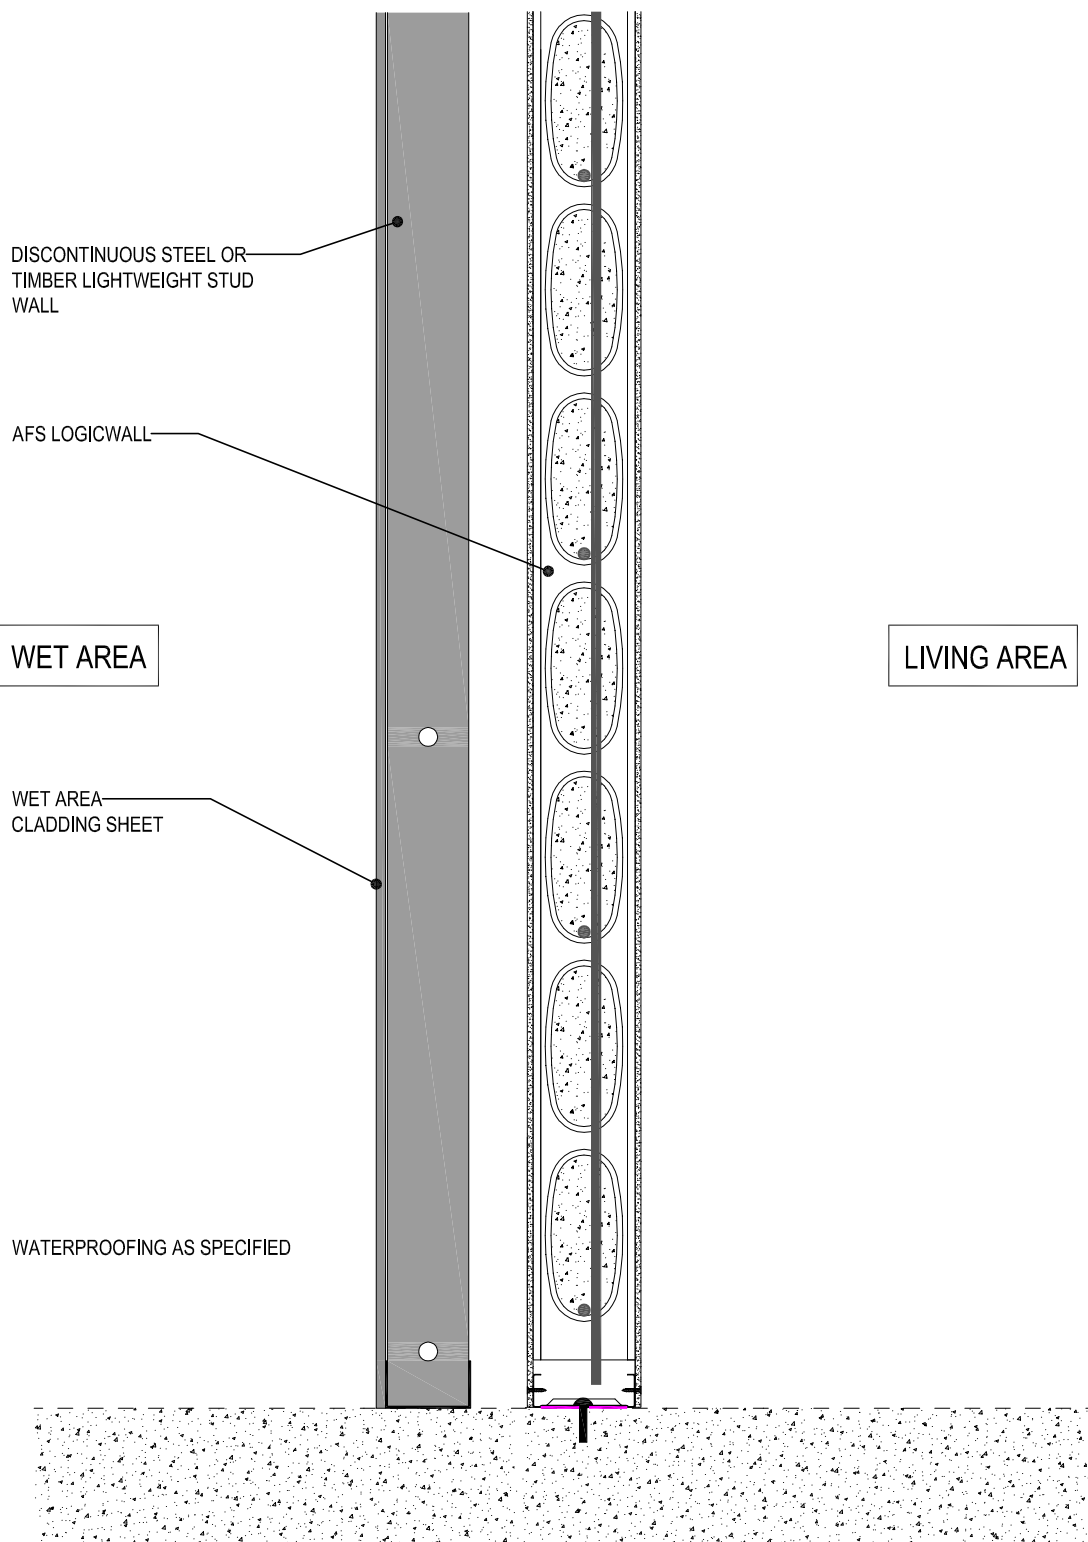 DISCONTINUOUS STEEL OR
TIMBER LIGHTWEIGHT STUD
WALL
AFS LOGICWALL
WET AREA
LIVING AREA
WET AREA
CLADDING SHEET
WATERPROOFING AS SPECIFIED